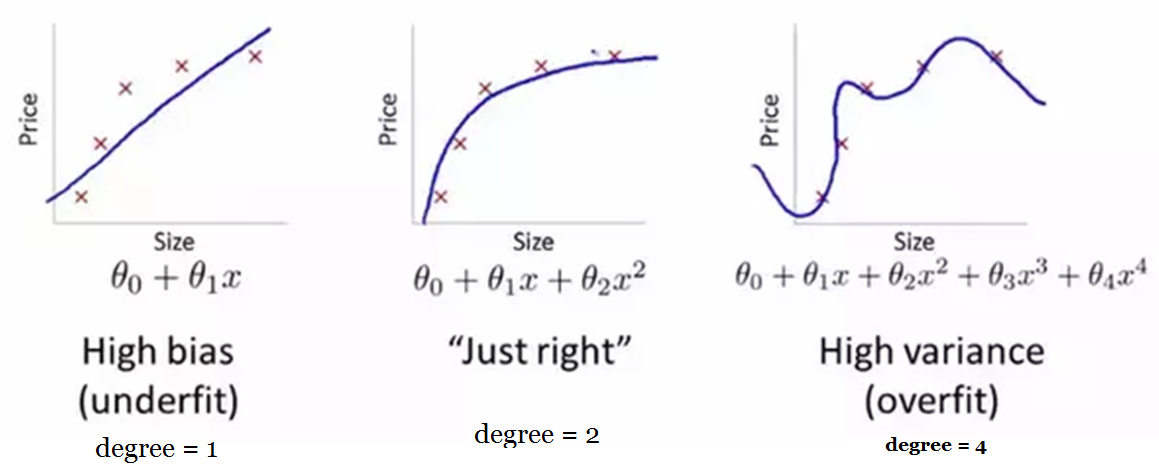 Price
Size
θ₀ + θ₁x
High bias
(underfit)
degree = 1
Price
Size
θ₀ + θ₁x + θ₂x²
“Just right”
degree = 2
Price
Size
θ₀ + θ₁x + θ₂x² + θ₃x³ + θ₄x⁴
High variance
(overfit)
degree = 4